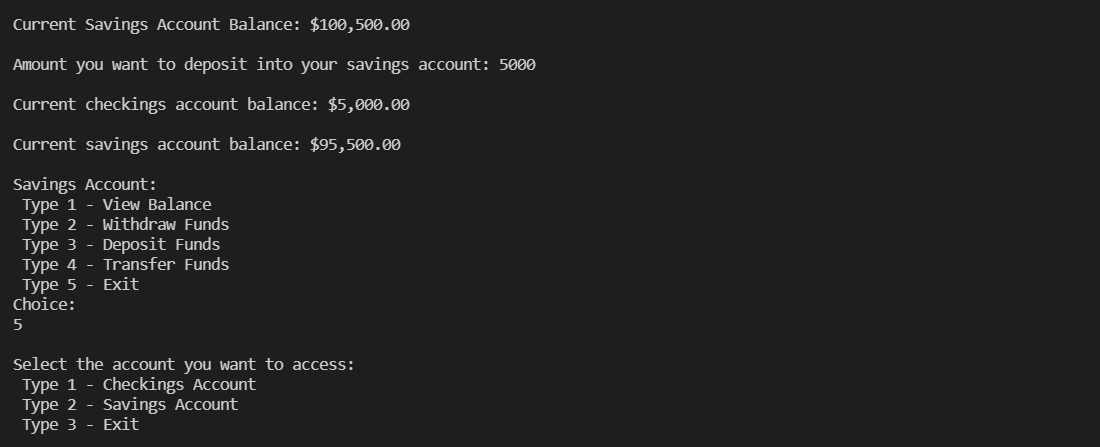 Current Savings Account Balance: $100,500.00
Amount you want to deposit into your savings account: 5000
Current checkings account balance: $5,000.00
Current savings account balance: $95,500.00
Savings Account:
Type 1 - View Balance
Type 2 - Withdraw Funds
Type 3 - Deposit Funds
Type 4 - Transfer Funds
Type 5 - Exit
Choice:
5
Select the account you want to access:
Type 1 - Checkings Account
Type 2 - Savings Account
Type 3 - Exit